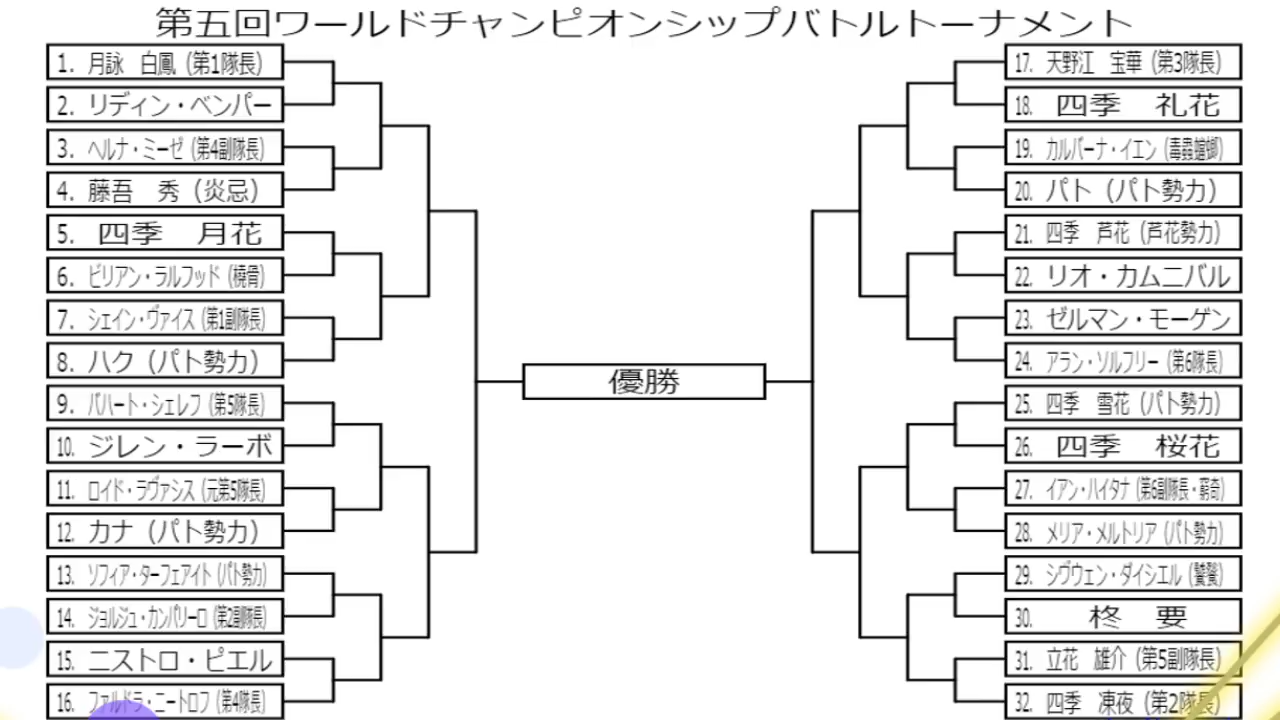 第五回ワールドチャンピオンシップバトルトーナメント
1. 月詠　白鳳（第1隊長）
2. リディン・ベンパー
3. ヘルナ・ミーゼ（第4副隊長）
4. 藤吾　秀（炎忌）
5. 四季　月花
6. ビリアン・ラルフッド（橈骨）
7. シェイン・ヴァイス（第1副隊長）
8. ハク（パト勢力）
9. バハート・シェレフ（第5隊長）
10. ジレン・ラーボ
11. ロイド・ラヴァシス（元第5隊長）
12. カナ（パト勢力）
13. ソフィア・ターフェアイト（パト勢力）
14. ジョルジュ・カンパリーロ（第2副隊長）
15. ニストロ・ピエル
16. ファルドラ・ニートロフ（第4隊長）
優勝
17. 天野江　宝華（第3隊長）
18. 四季　礼花
19. カルバーナ・イエン（毒蟲
20. パト（パト勢力）
21. 四季　芦花（芦花勢力）
22. リオ・カムニバル
23. ゼルマン・モーゲン
24. アラン・ソルフリー（第6隊長）
25. 四季　雪花（パト勢力）
26. 四季　桜花
27. イアン・ハイタナ（第6副隊長・窮奇）
28. メリア・メルトリア（パト勢力）
29. シヴウェン・ダイシエル（饕餮）
30. 柊　要
31. 立花　雄介（第5副隊長）
32. 四季　凍夜（第2隊長）